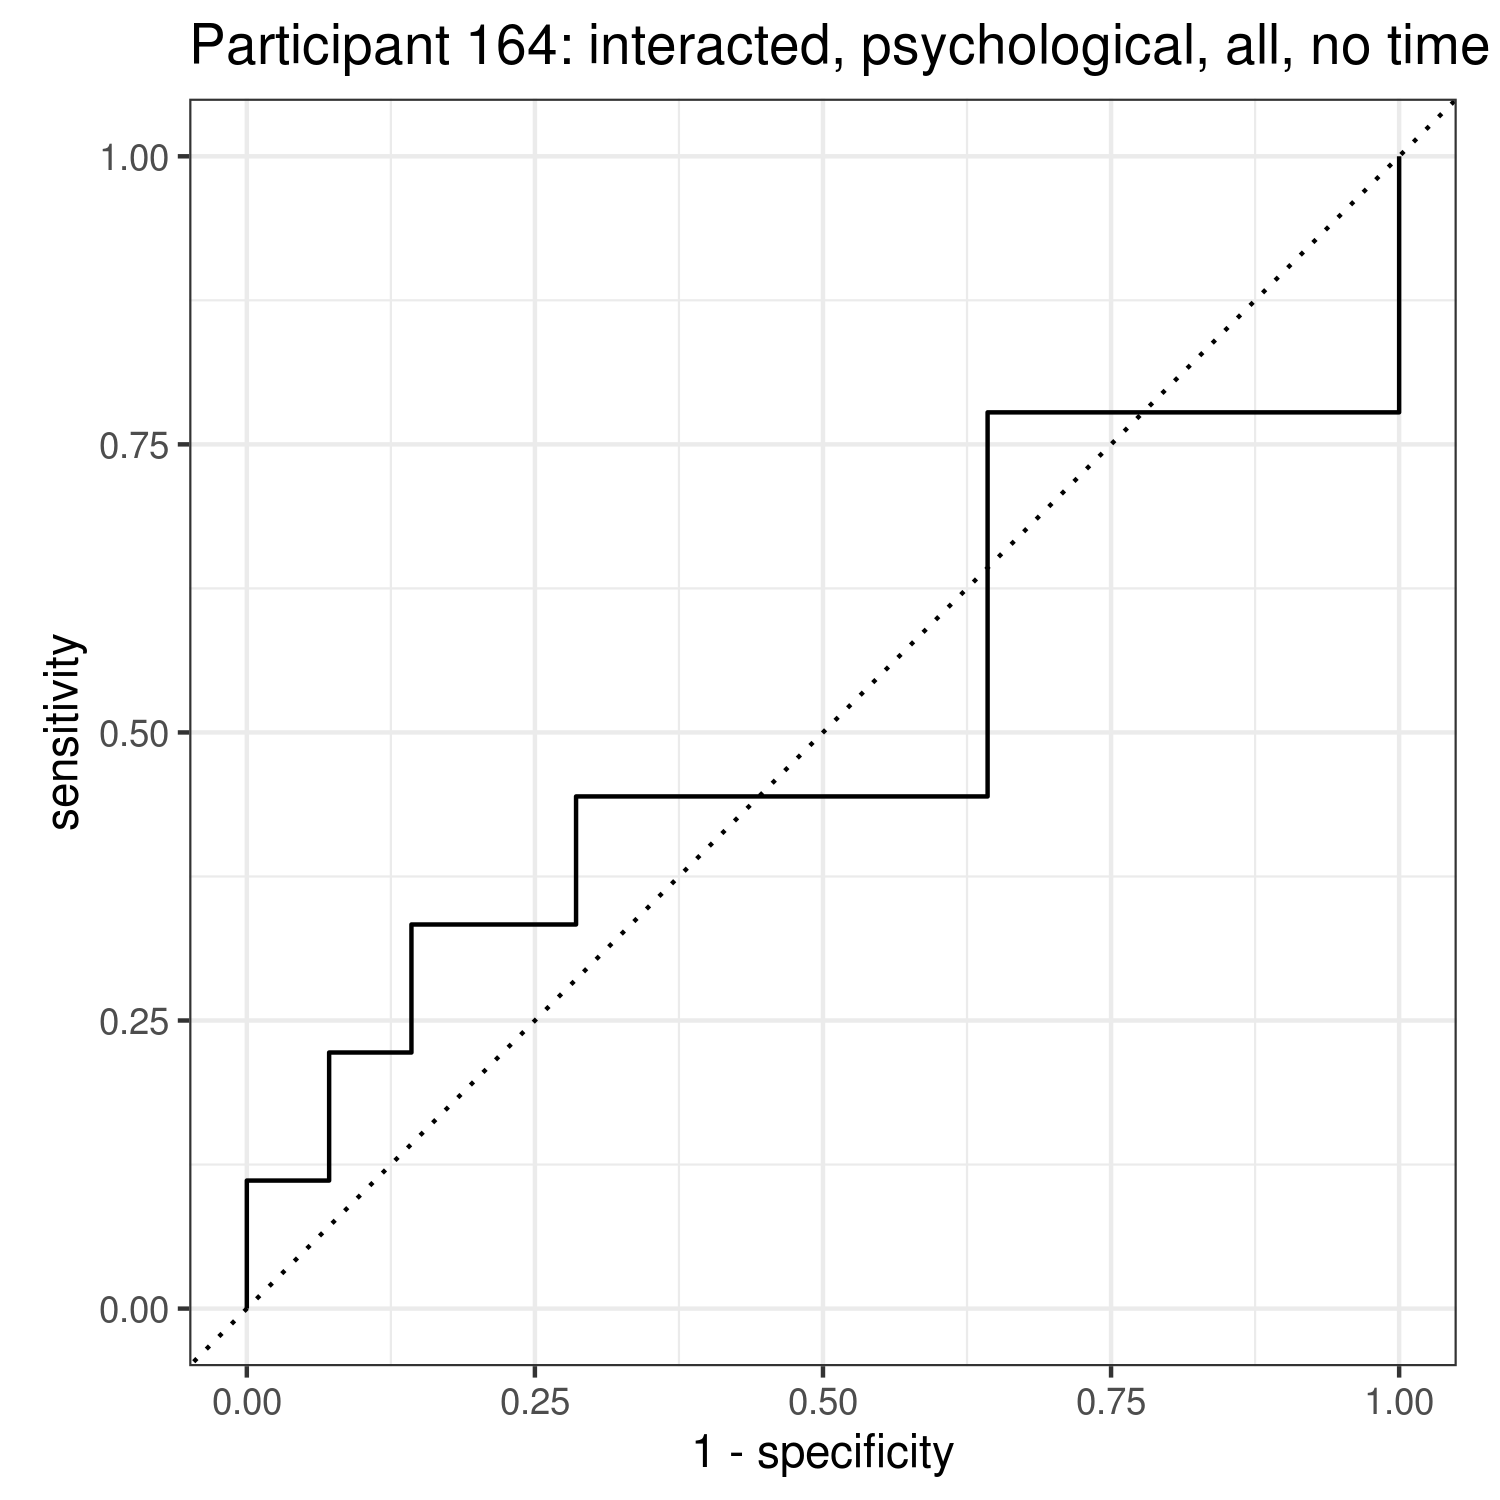 Participant 164: interacted, psychological, all, no time
1.00
0.75
0.50
0.25
0.00
sensitivity
0.00 0.25 0.50 0.75 1.00
1 - specificity